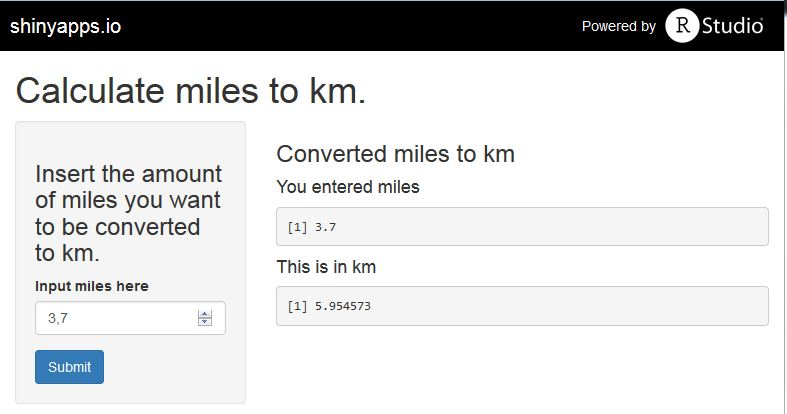 shinyapps.io
Powered by R Studio
Calculate miles to km.
Insert the amount
of miles you want
to be converted
to km.
Input miles here
3,7
Submit
Converted miles to km
You entered miles
[1] 3.7
This is in km
[1] 5.954573